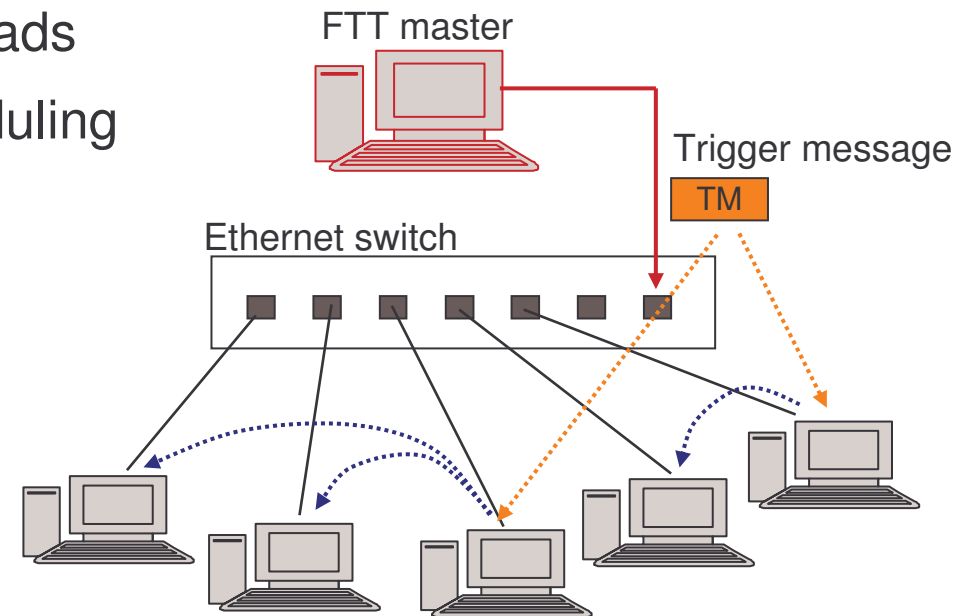 ads
duling
FTT master
Trigger message
TM
Ethernet switch